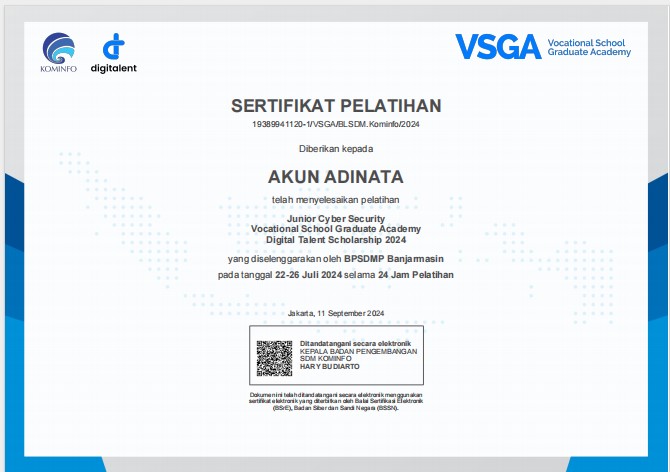 KOMINFO
digitalent
VSGA
Vocational School
Graduate Academy
SERTIFIKAT PELATIHAN
19389941120-1/VSGA/BLSDM.Kominfo/2024
Diberikan kepada
AKUN ADINATA
telah menyelesaikan pelatihan
Junior Cyber Security
Vocational School Graduate Academy
Digital Talent Scholarship 2024
yang diselenggarakan oleh BPSDMP Banjarmasin
pada tanggal 22-26 Juli 2024 selama 24 Jam Pelatihan
Jakarta, 11 September 2024
Ditandatangani secara elektronik
KEPALA BADAN PENGEMBANGAN
SDM KOMINFO
HARY BUDIARTO
Dokumen ini telah ditandatangani secara elektronik menggunakan
sertifikat elektronik yang diterbitkan oleh Balai Sertifikasi Elektronik
(BSrE), Badan Siber dan Sandi Negara (BSSN).